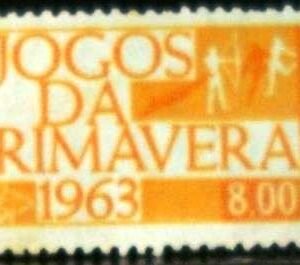 JOGOS
DA
RIMAVERA
1963 8.00